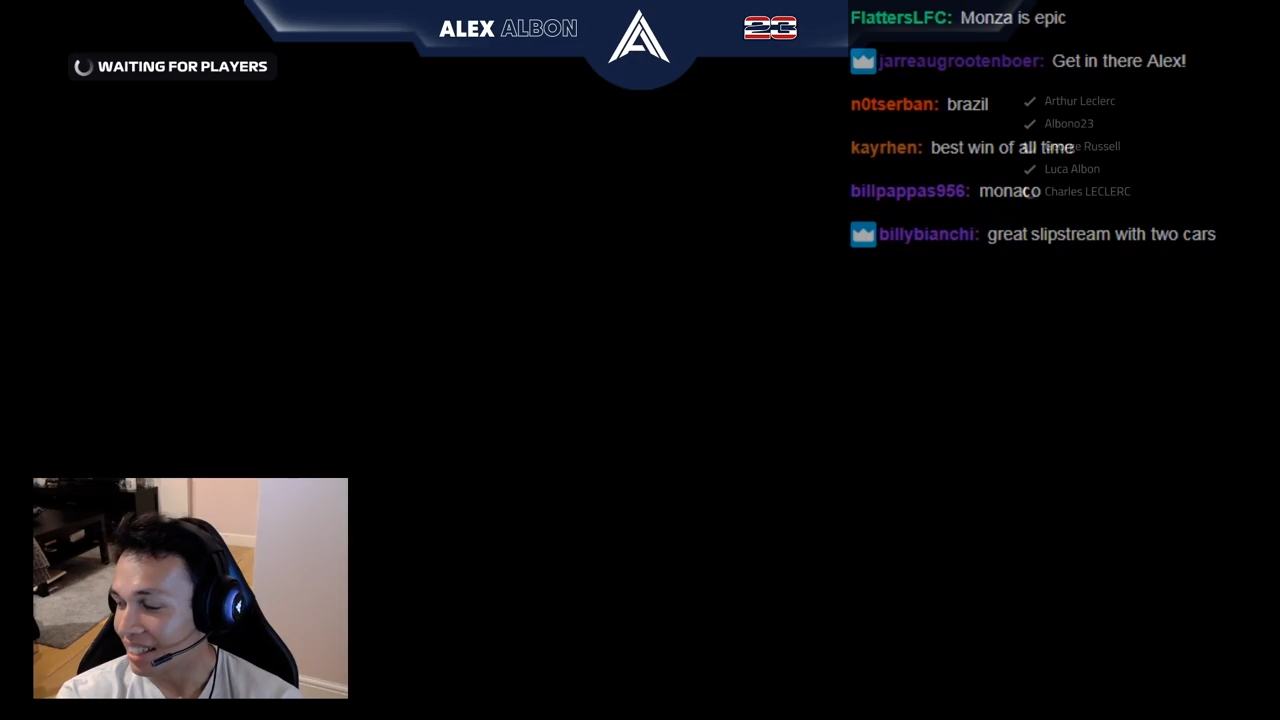 ALEX ALBON
23
WAITING FOR PLAYERS
FlattersLFC: Monza is epic
jarreaugrootenboer: Get in there Alex!
n0tserban: brazil
kayrhen: best win of all time
billpappas956: monaco
billybianchi: great slipstream with two cars
Arthur Leclerc
Albono23
Russell
Luca Albon
Charles LECLERC